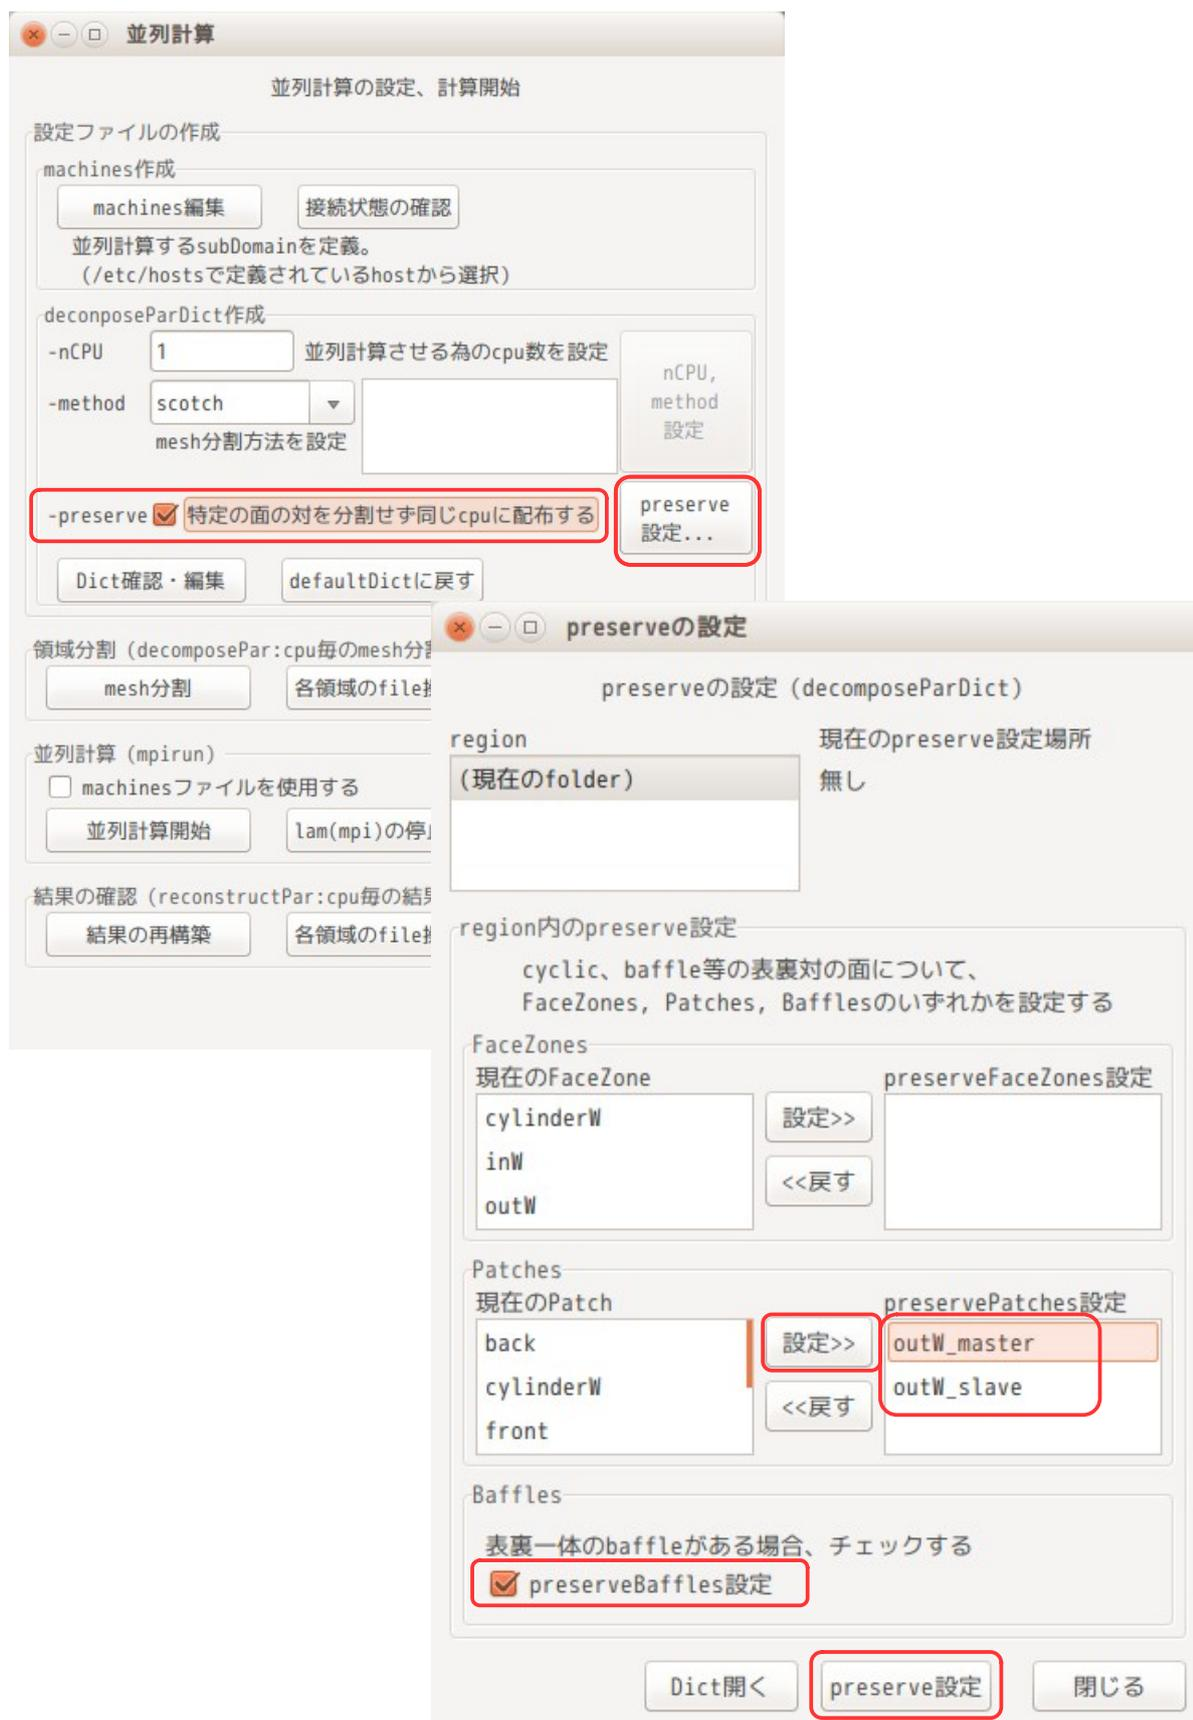 並列計算
並列計算の設定、計算開始
設定ファイルの作成
machines作成
machines編集
接続状態の確認
並列計算するsubDomainを定義。
(/etc/hostsで定義されているhostから選択)
deconposeParDict作成
-nCPU
1
並列計算させる為のcpu数を設定
nCPU,
method
設定
-method
scotch
mesh分割方法を設定
-preserve
特定の面の対を分割せず同じcpuに配布する
preserve
設定...
Dict確認・編集
defaultDictに戻す
領域分割 (decomposePar:cpu毎のmesh分
mesh分割
各領域のfile
並列計算 (mpirun)
machinesファイルを使用する
並列計算開始
lam(mpi)の停
結果の確認 (reconstructPar:cpu毎の結
結果の再構築
各領域のfile
preserveの設定
preserveの設定 (decomposeParDict)
region
現在のpreserve設定場所
(現在のfolder)
無し
region内のpreserve設定
cyclic、baffle等の表裏対の面について、
FaceZones, Patches, Bafflesのいずれかを設定する
FaceZones
現在のFaceZone
preserveFaceZones設定
cylinderW
設定>>
inW
<<戻す
outW
Patches
現在のPatch
preservePatches設定
back
設定>>
outW_master
cylinderW
outW_slave
<<戻す
front
Baffles
表裏一体のbaffleがある場合、チェックする
preserveBaffles設定
Dict開く
preserve設定
閉じる